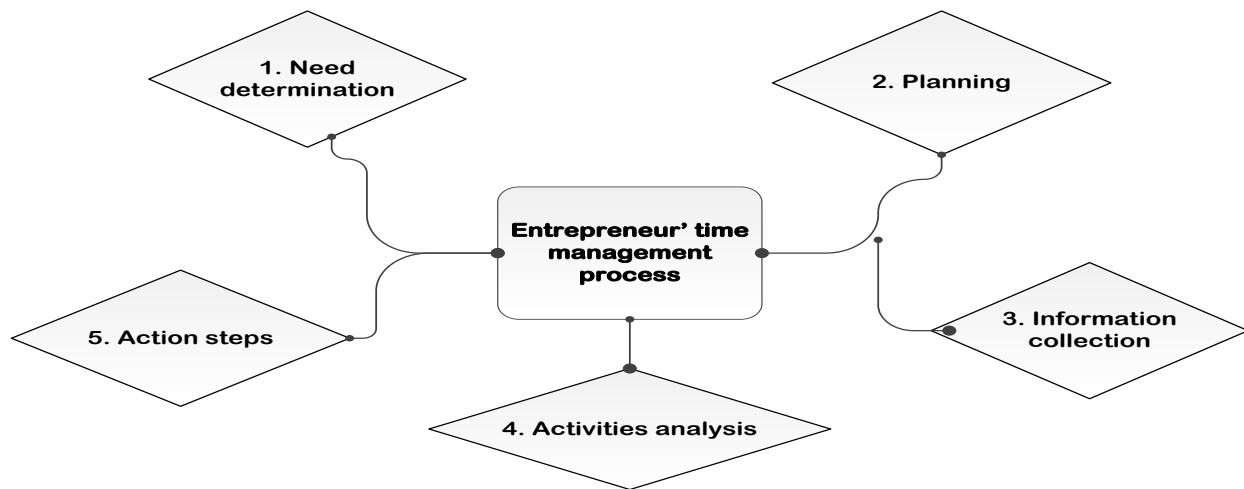 1. Need
determination
2. Planning
Entrepreneur’ time
management
process
3. Information
collection
5. Action steps
4. Activities analysis